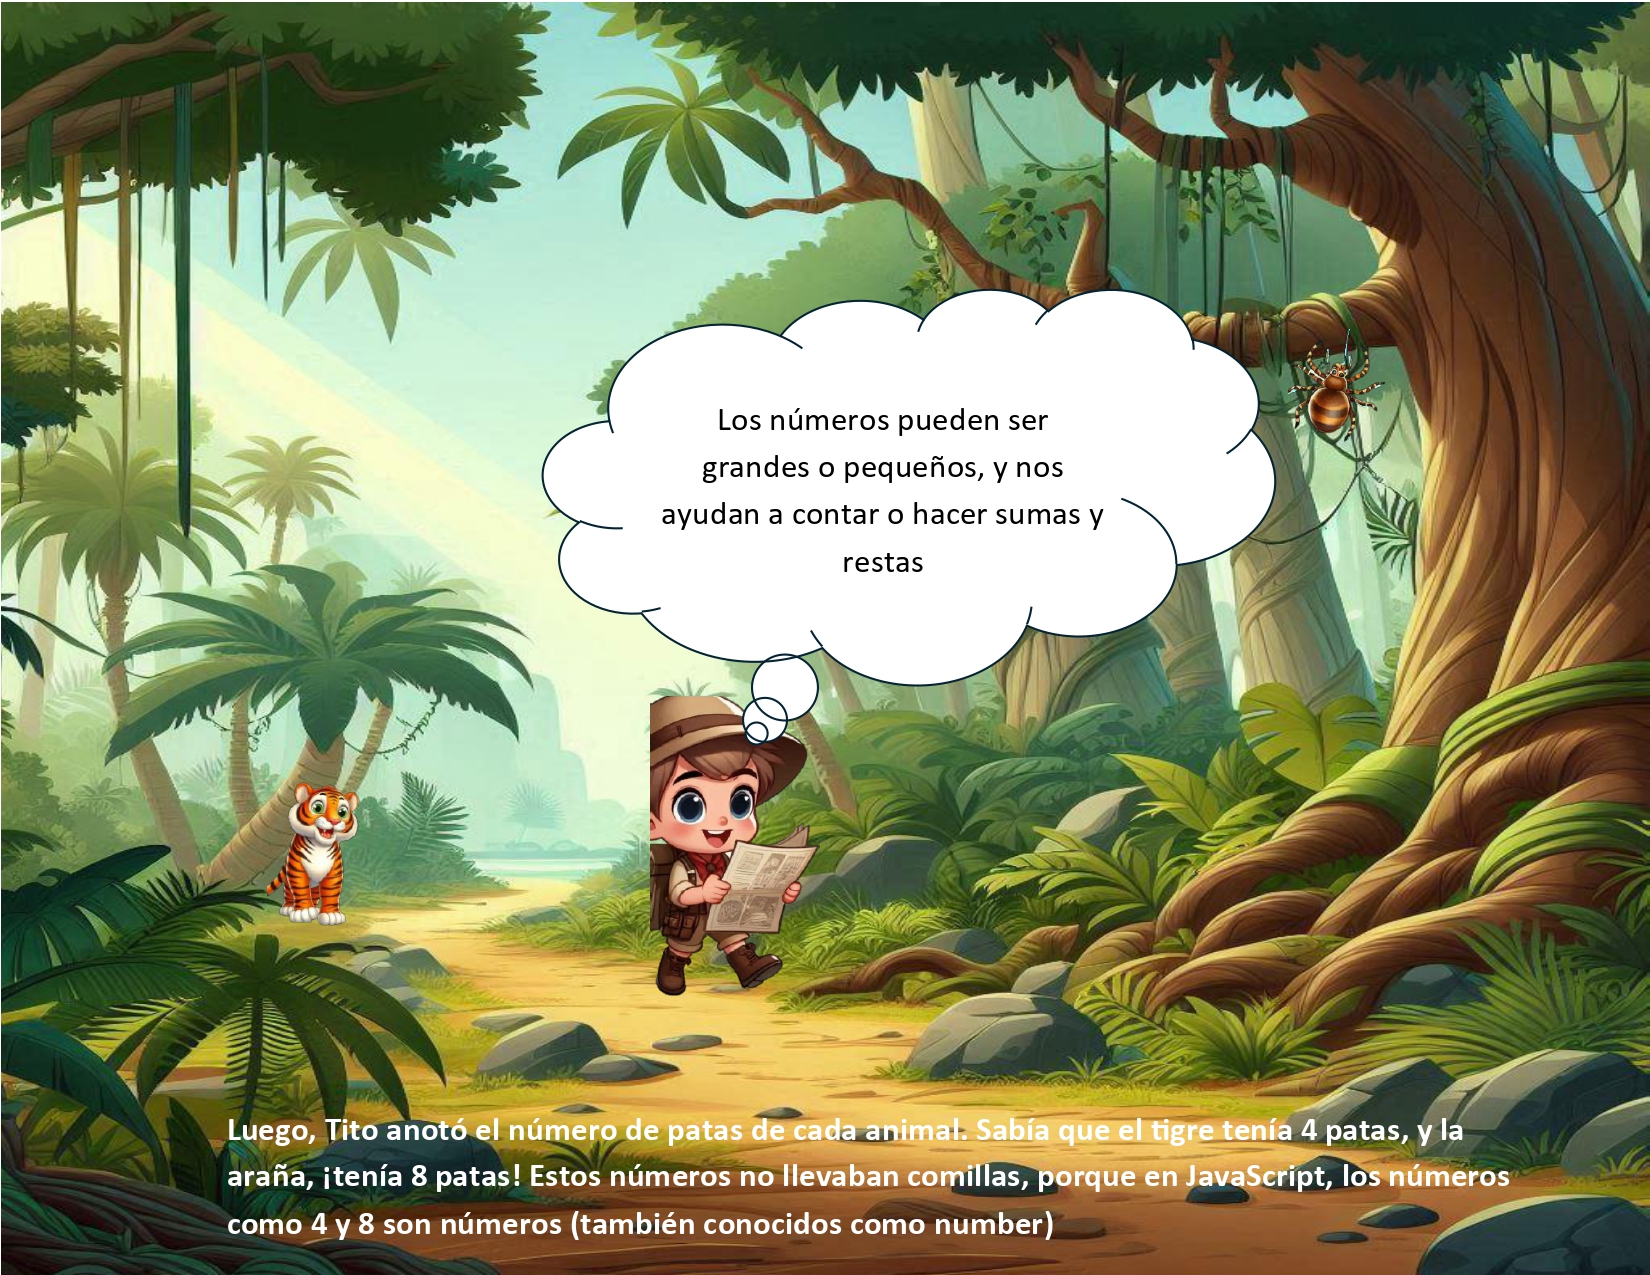 Los números pueden ser
grandes o pequeños, y nos
ayudan a contar o hacer sumas y
restas
Luego, Tito anotó el número de patas de cada animal. Sabía que el tigre tenía 4 patas, y la
araña, ¡tenía 8 patas! Estos números no llevaban comillas, porque en JavaScript, los números
como 4 y 8 son números (también conocidos como number)